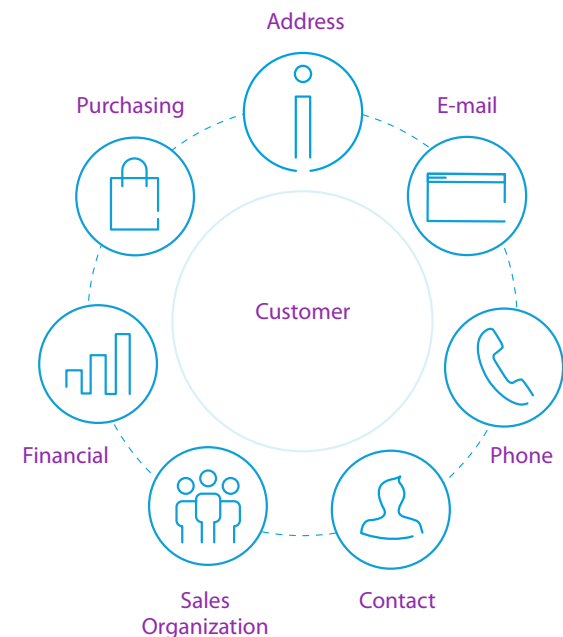 Address
Purchasing
E-mail
Customer
Financial
Phone
Sales
Organization
Contact